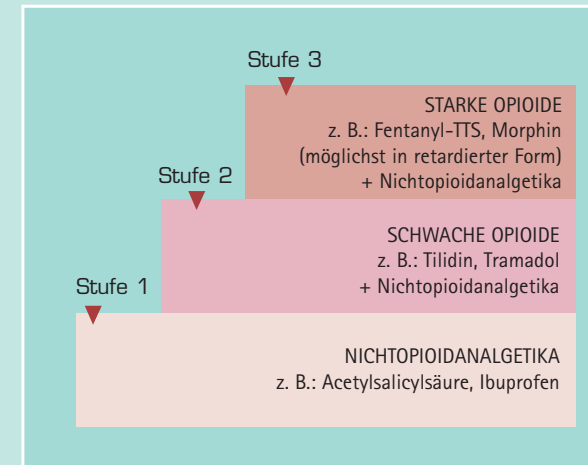 Stufe 3
STARKE OPIOIDE
z. B.: Fentanyl-TTS, Morphin
(möglichst in retardierter Form)
+ Nichtopioidanalgetika
Stufe 2
SCHWACHE OPIOIDE
z. B.: Tilidin, Tramadol
+ Nichtopioidanalgetika
Stufe 1
NICHTOPIOIDANALGETIKA
z. B.: Acetylsalicylsäure, Ibuprofen